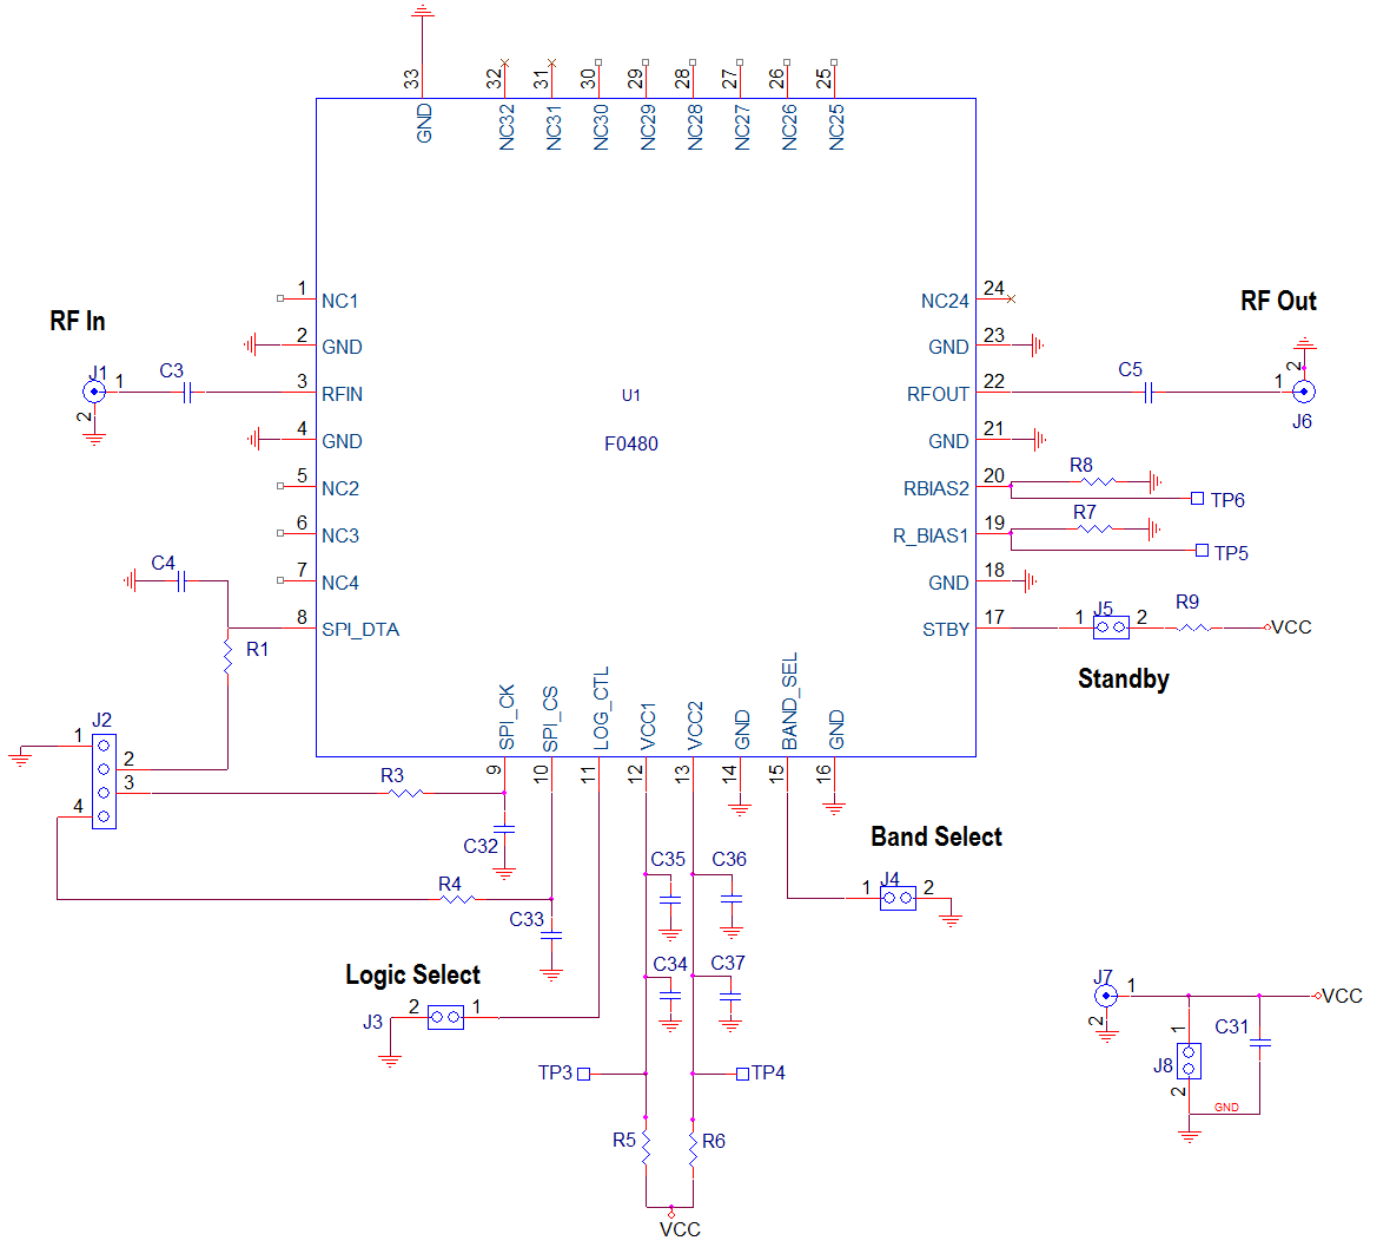 33
32
31
30
29
28
27
26
25
GND
NC32
NC31
NC30
NC29
NC28
NC27
NC26
NC25
1
NC1
NC24
24
RF In
RF Out
2
GND
GND
23
J1
1
2
C3
3
RFIN
U1
RFOUT
22
C5
1
2
J6
4
GND
F0480
GND
21
5
NC2
RBIAS2
20
R8
TP6
6
NC3
R_BIAS1
19
R7
TP5
C4
7
NC4
GND
18
8
SPI_DTA
STBY
17
1
J5
2
R9
VCC
R1
Standby
SPI_CK
SPI_CS
LOG_CTL
VCC1
VCC2
GND
BAND_SEL
GND
J2
1
2
3
4
9
10
11
12
13
14
15
16
R3
C32
Band Select
C35
C36
R4
C33
1
J4
2
Logic Select
C34
C37
J3
2
1
J7
1
2
VCC
1
C31
J8
2
GND
TP3
TP4
R5
R6
VCC